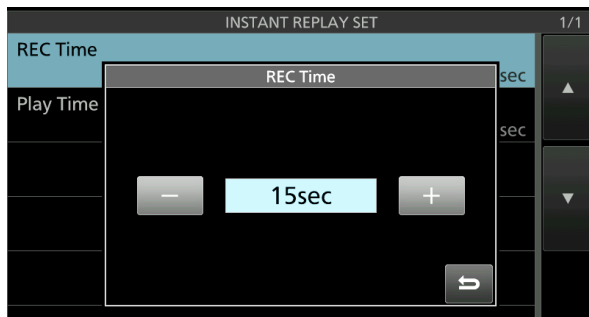 INSTANT REPLAY SET 1/1
REC Time
sec
REC Time
Play Time
sec
− 15sec +